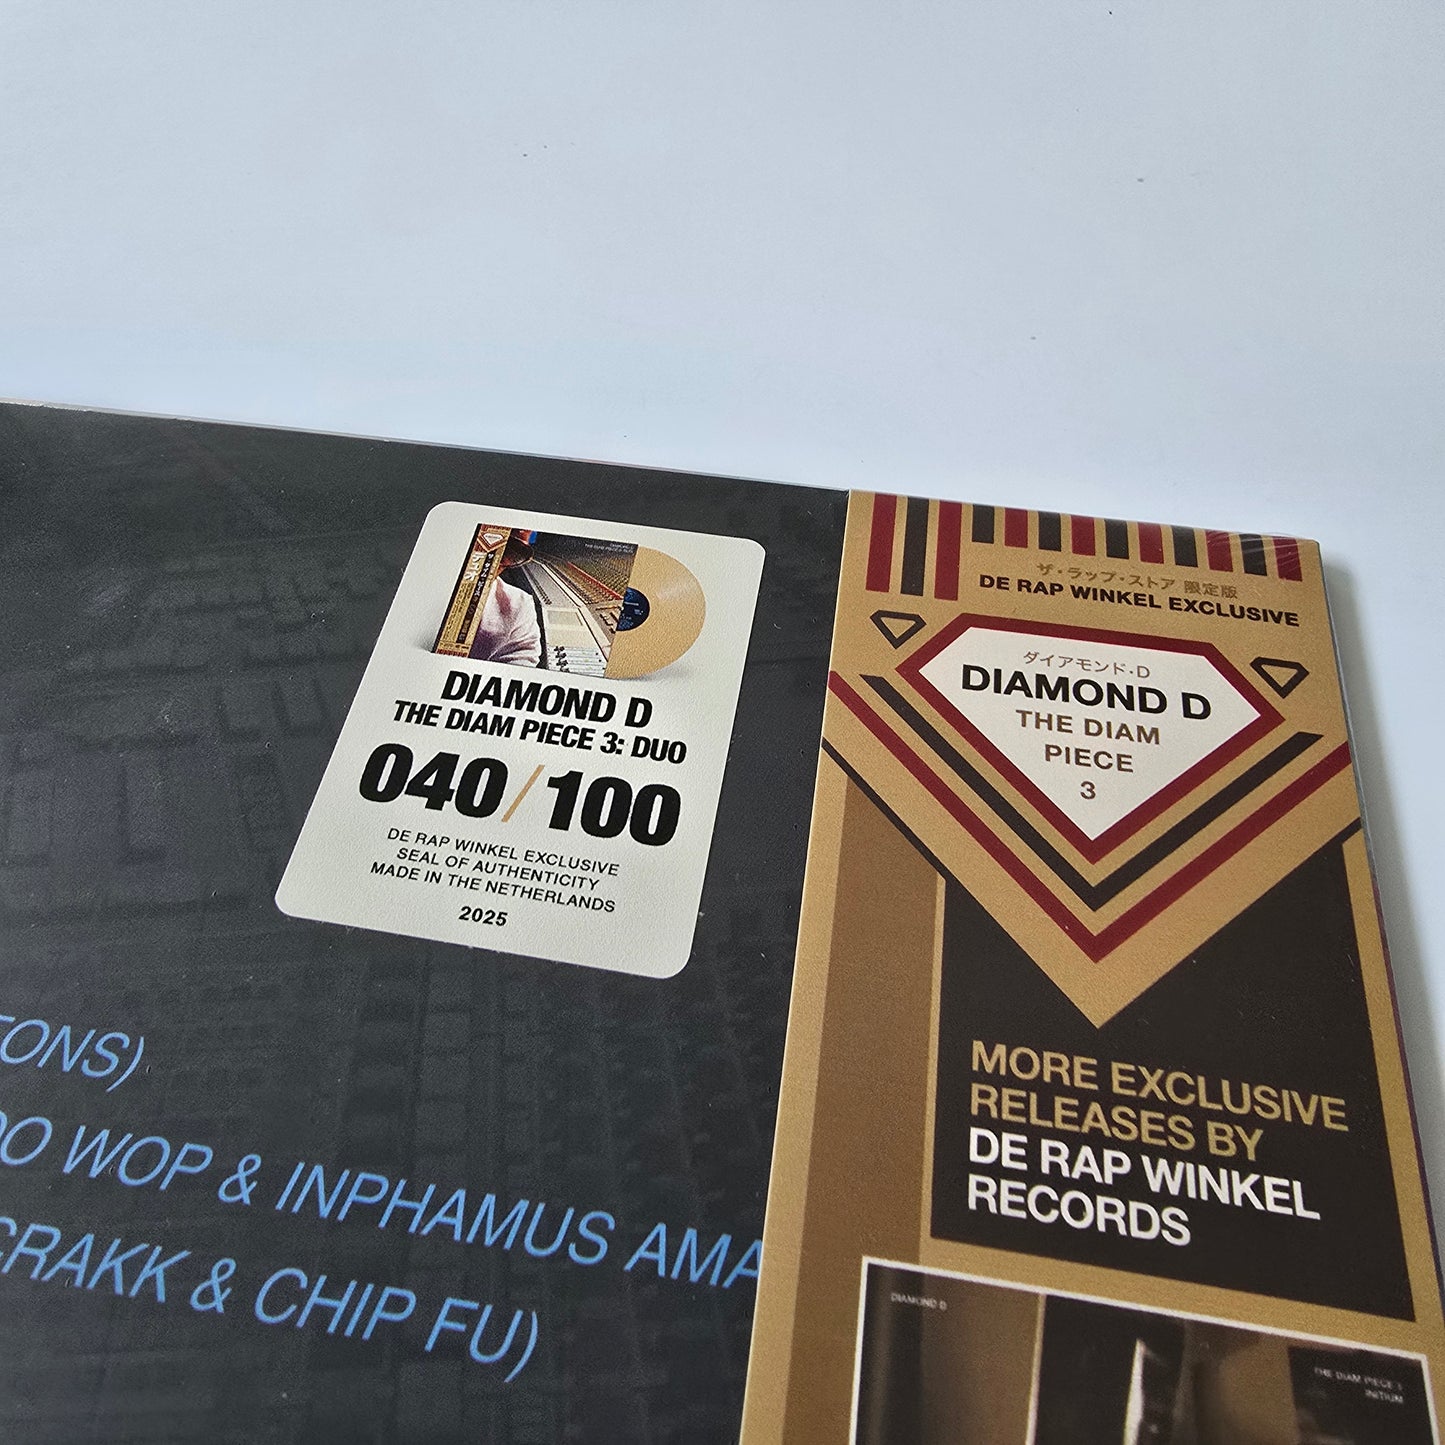 DIAMOND D
THE DIAM PIECE 3: DUO
040/100
DE RAP WINKEL EXCLUSIVE
SEAL OF AUTHENTICITY
MADE IN THE NETHERLANDS
2025
TONS)
DO WOP & INPHAMUS AMA
CRAKK & CHIP FU)
ザ・ラップ・ストア 限定版
DE RAP WINKEL EXCLUSIVE
ダイアモンド・D
DIAMOND D
THE DIAM
PIECE
3
MORE EXCLUSIVE
RELEASES BY
DE RAP WINKEL
RECORDS
DIAMOND D
THE DIAM PIECE 3
INITIUM